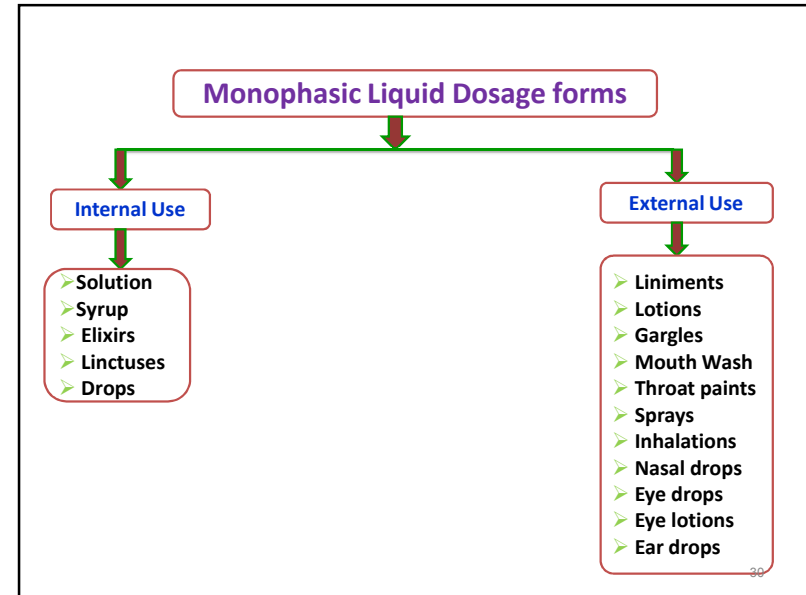 Monophasic Liquid Dosage forms
Internal Use
Solution
Syrup
Elixirs
Linctuses
Drops
External Use
Liniments
Lotions
Gargles
Mouth Wash
Throat paints
Sprays
Inhalations
Nasal drops
Eye drops
Eye lotions
Ear drops
30